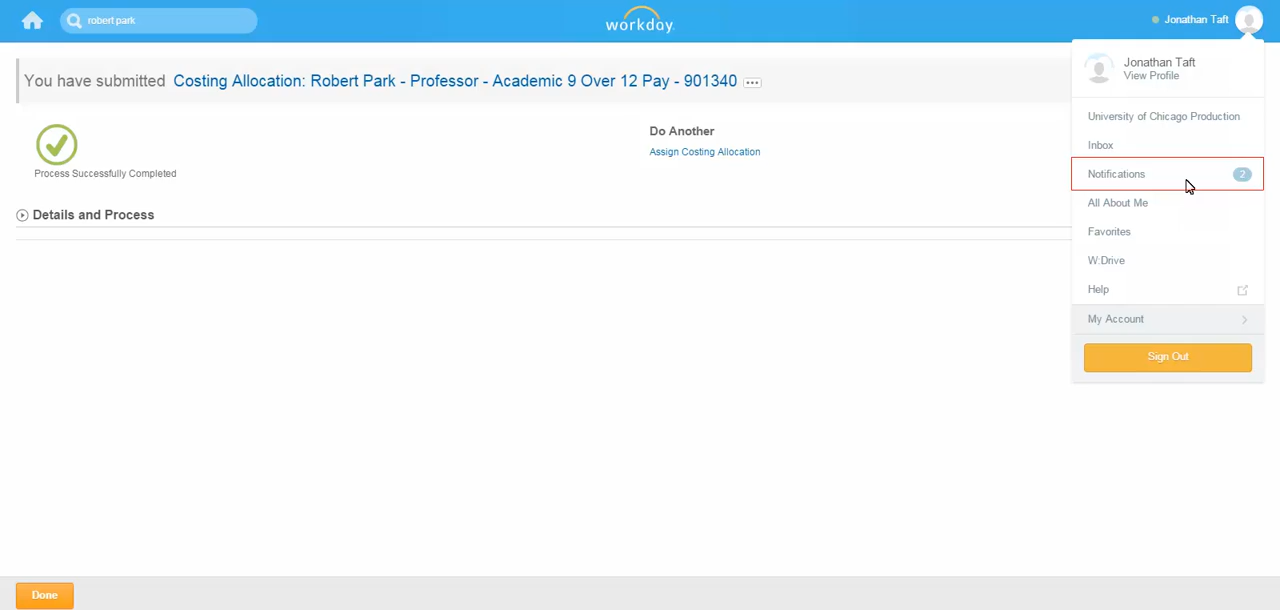 robert park
workday.
Jonathan Taft
Jonathan Taft
View Profile
You have submitted Costing Allocation: Robert Park - Professor - Academic 9 Over 12 Pay - 901340
Process Successfully Completed
Do Another
Assign Costing Allocation
Details and Process
University of Chicago Production
Inbox
Notifications 2
All About Me
Favorites
W:Drive
Help
My Account
Sign Out
Done